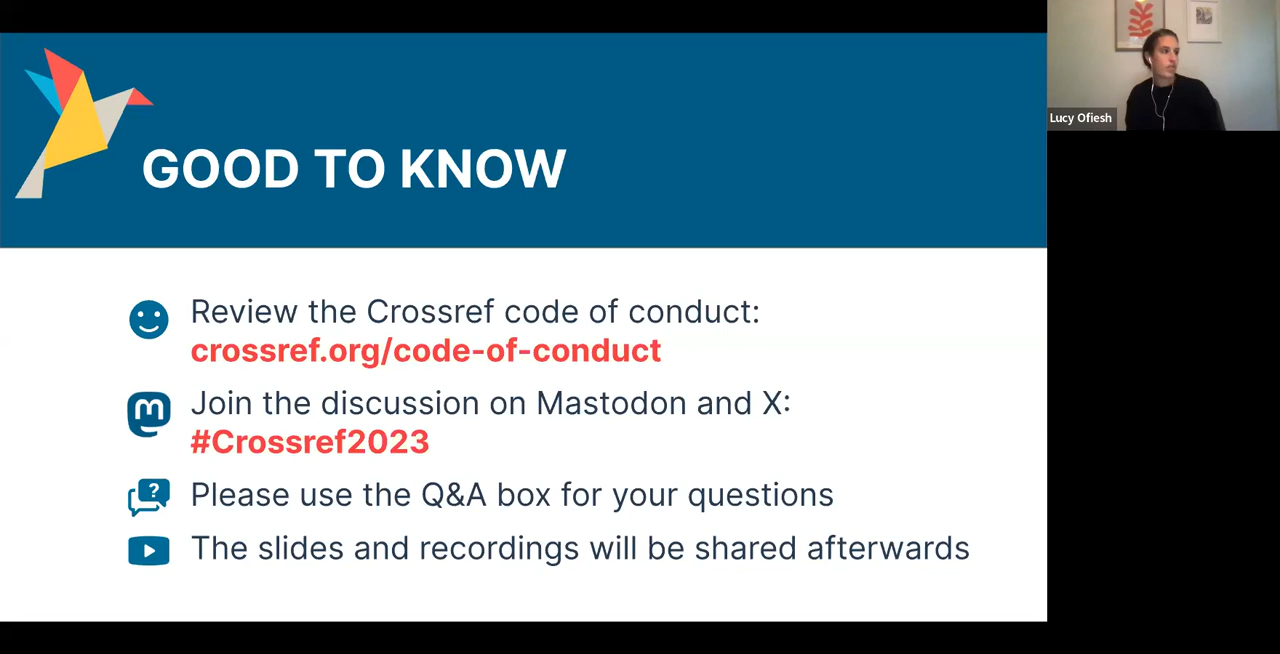 GOOD TO KNOW
Review the Crossref code of conduct:
crossref.org/code-of-conduct
Join the discussion on Mastodon and X:
#Crossref2023
Please use the Q&A box for your questions
The slides and recordings will be shared afterwards
Lucy Ofiesh